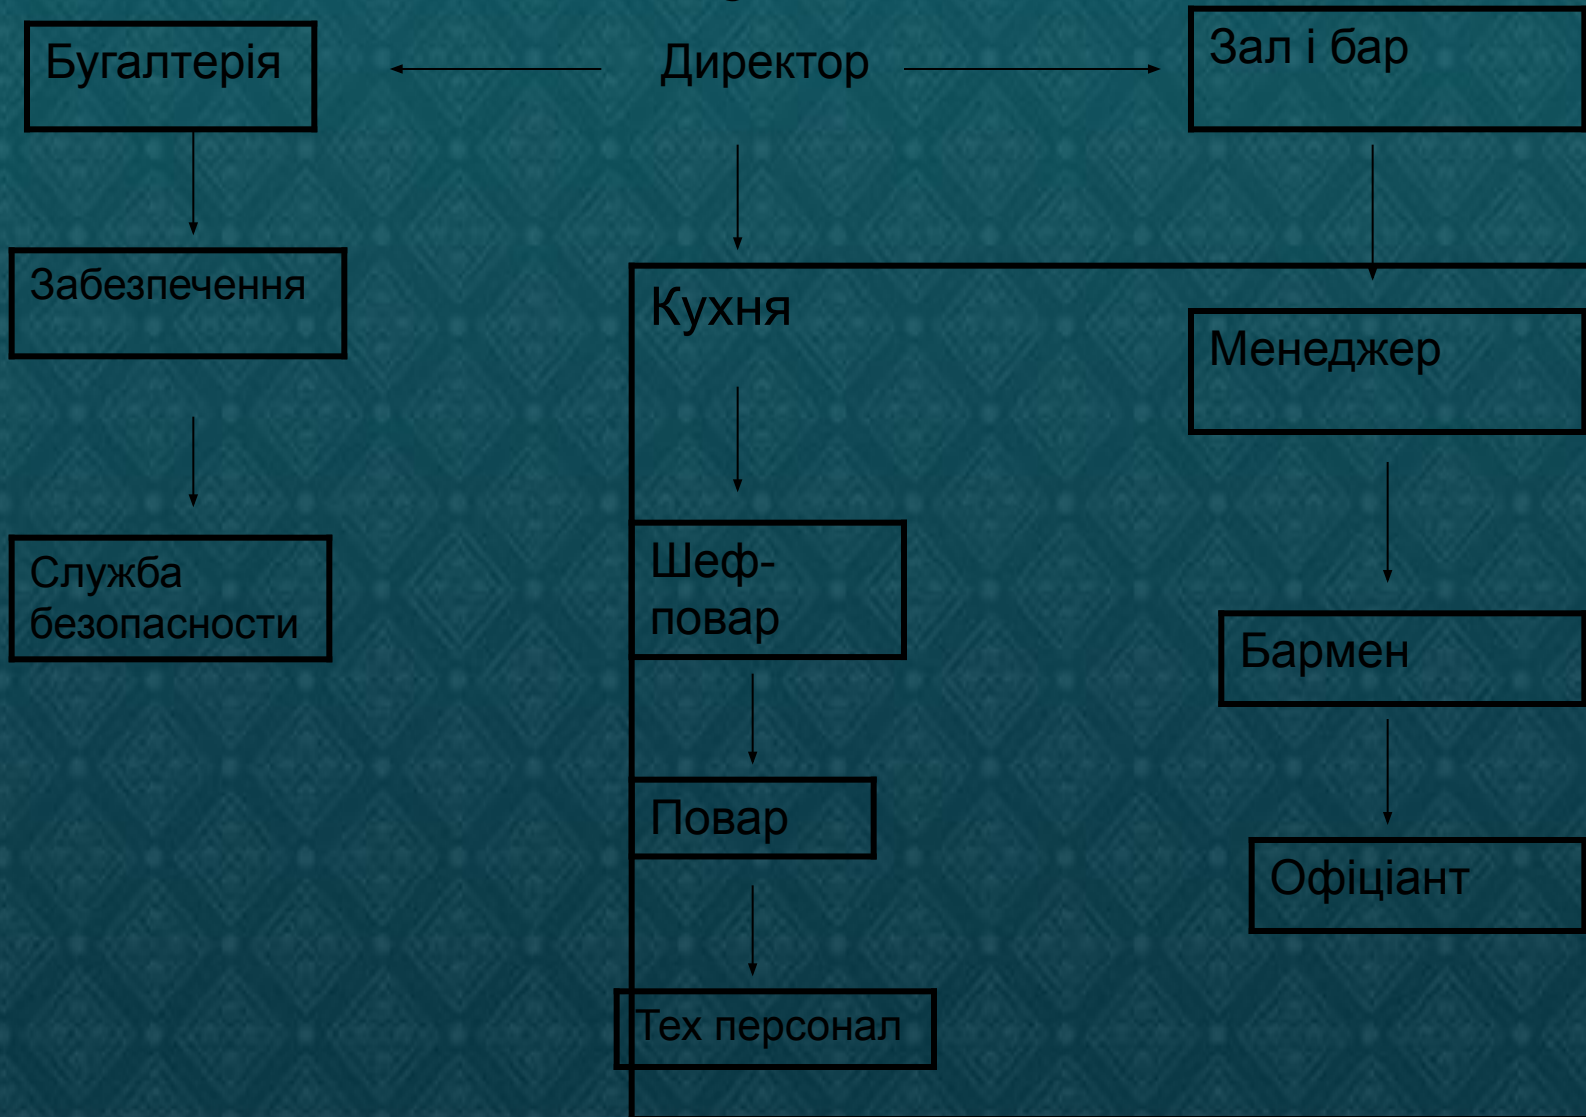 Бугалтерія
Директор
Зал і бар
Забезпечення
Кухня
Менеджер
Служба
безопасности
Шеф-
повар
Бармен
Повар
Офіціант
Тех персонал